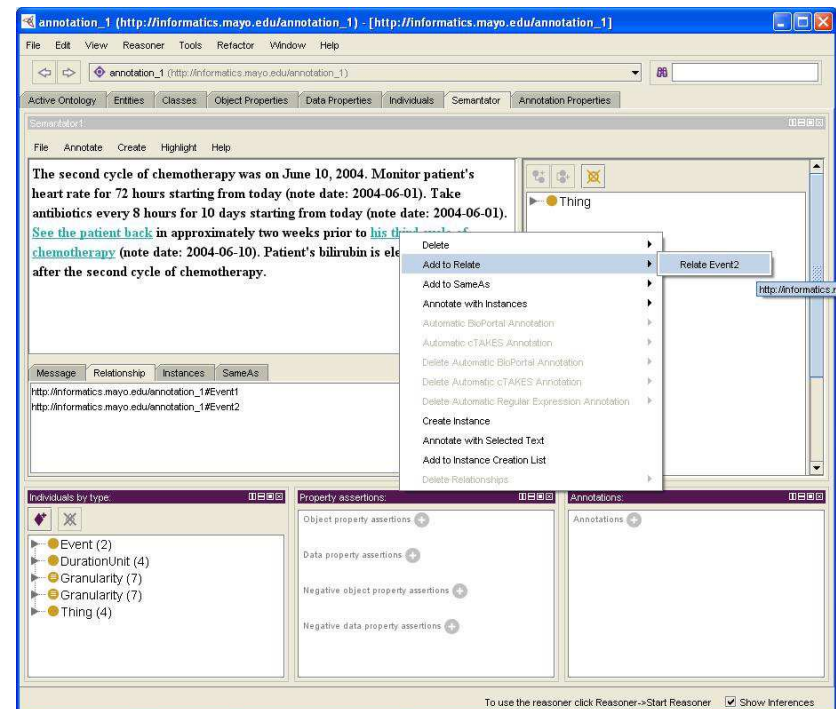 annotation_1 (http://informatics.mayo.edu/annotation_1) - [http://informatics.mayo.edu/annotation_1]
File Edit View Reasoner Tools Refactor Window Help
annotation_1 (http://informatics.mayo.edu/annotation_1)
Active Ontology Entities Classes Object Properties Data Properties Individuals Semantator Annotation Properties
Semantator1
File Annotate Create Highlight Help
The second cycle of chemotherapy was on June 10, 2004. Monitor patient's
heart rate for 72 hours starting from today (note date: 2004-06-01). Take
antibiotics every 8 hours for 10 days starting from today (note date: 2004-06-01).
See the patient back in approximately two weeks prior to his third cycle of
chemotherapy (note date: 2004-06-10). Patient's bilirubin is ele
after the second cycle of chemotherapy.
Thing
Delete
Add to Relate
Relate Event2
Add to SameAs
http://informatics.r
Annotate with Instances
Automatic BioPortal Annotation
Automatic cTAKES Annotation
Delete Automatic BioPortal Annotation
Delete Automatic cTAKES Annotation
Delete Automatic Regular Expression Annotation
Create Instance
Annotate with Selected Text
Add to Instance Creation List
Delete Relationships
Message Relationship Instances SameAs
http://informatics.mayo.edu/annotation_1#Event1
http://informatics.mayo.edu/annotation_1#Event2
Individuals by type:
Event (2)
DurationUnit (4)
Granularity (7)
Granularity (7)
Thing (4)
Property assertions:
Object property assertions
Data property assertions
Negative object property assertions
Negative data property assertions
Annotations:
Annotations
To use the reasoner click Reasoner->Start Reasoner Show Inferences